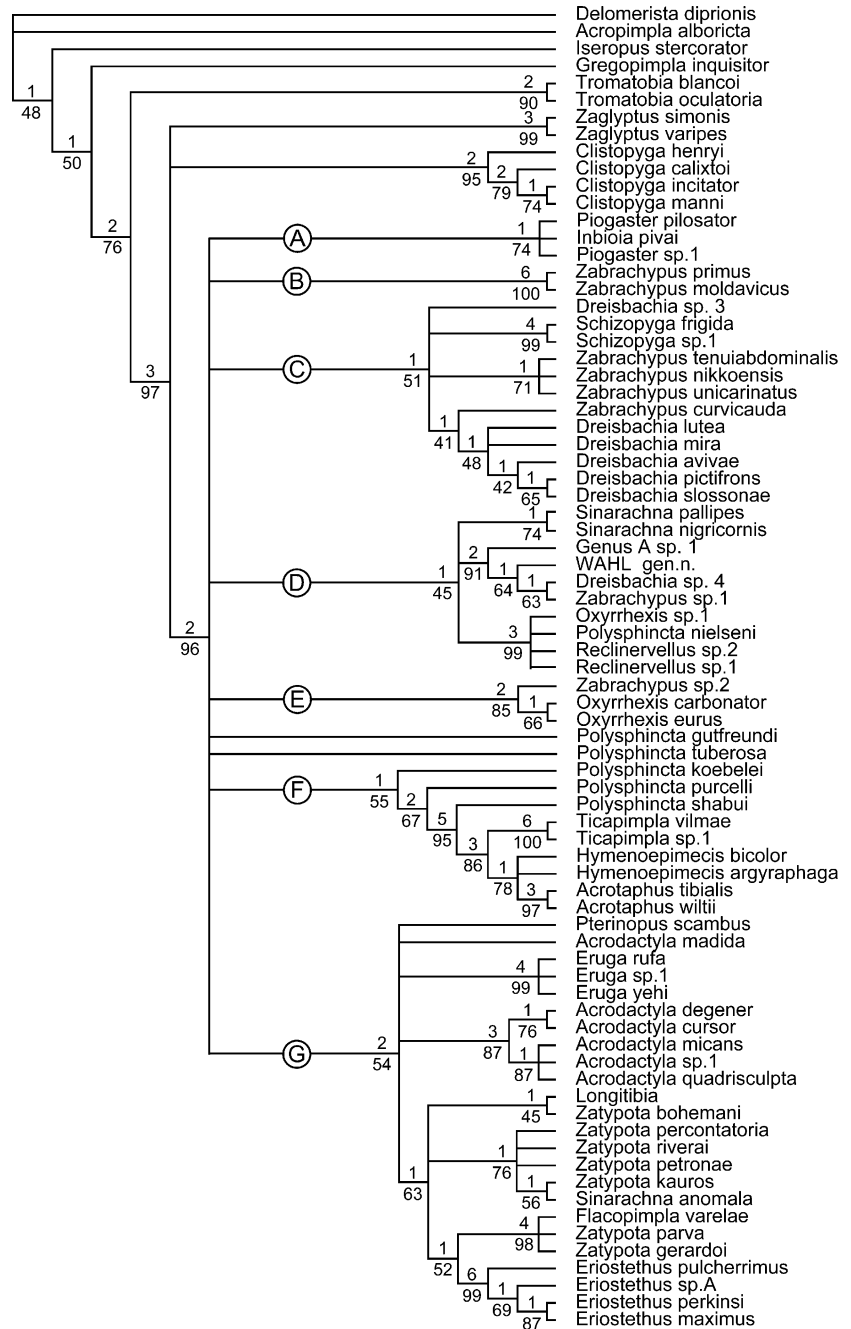 Delomerista diprionis
Acropimpla alboricta
Iseropus stercorator
1
48
Gregopimpla inquisitor
1
50
2 Tromatobia blancoi
90 Tromatobia oculatoria
2
76
3 Zaglyptus simonis
99 Zaglyptus varipes
Clistopyga henryi
2
95
Clistopyga calixtoi
2
79
1 Clistopyga incitator
74 Clistopyga manni
3
97
Piogaster pilosator
A 1 Inbioia pivai
74 Piogaster sp.1
B 6 Zabrachypus primus
100 Zabrachypus moldavicus
Dreisbachia sp. 3
4 Schizopyga frigida
99 Schizopyga sp.1
C 1
51
Zabrachypus tenuiabdominalis
1 Zabrachypus nikkoensis
71 Zabrachypus unicarinatus
Zabrachypus curvicauda
1
41
Dreisbachia lutea
1 Dreisbachia mira
48
Dreisbachia avivae
1
42
1 Dreisbachia pictifrons
65 Dreisbachia slossonae
1 Sinarachna pallipes
74 Sinarachna nigricornis
D 1
45
Genus A sp. 1
2
91
WAHL gen.n.
1
64
1 Dreisbachia sp. 4
63 Zabrachypus sp.1
Oxyrrhexis sp.1
3 Polysphincta nielseni
99 Reclinervellus sp.2
Reclinervellus sp.1
2
96
Zabrachypus sp.2
E 2
85
1 Oxyrrhexis carbonator
66 Oxyrrhexis eurus
Polysphincta gutfreundi
Polysphincta tuberosa
Polysphincta koebelei
F 1
55
Polysphincta purcelli
2
67
Polysphincta shabui
5
95
6 Ticapimpla vilmae
100 Ticapimpla sp.1
3
86
Hymenoepimecis bicolor
1 Hymenoepimecis argyraphaga
78
3 Acrotaphus tibialis
97 Acrotaphus wiltii
Pterinopus scambus
Acrodactyla madida
Eruga rufa
4 Eruga sp.1
99 Eruga yehi
G 2
54
1 Acrodactyla degener
76 Acrodactyla cursor
3
87
Acrodactyla micans
1 Acrodactyla sp.1
87 Acrodactyla quadrisculpta
1 Longitibia
45 Zatypota bohemani
Zatypota percontatoria
Zatypota riverai
1 Zatypota petronae
76
1 Zatypota kauros
56 Sinarachna anomala
1
63
Flacopimpla varelae
4 Zatypota parva
98 Zatypota gerardoi
1
52
Eriostethus pulcherrimus
6
99
Eriostethus sp.A
1
69
1 Eriostethus perkinsi
87 Eriostethus maximus